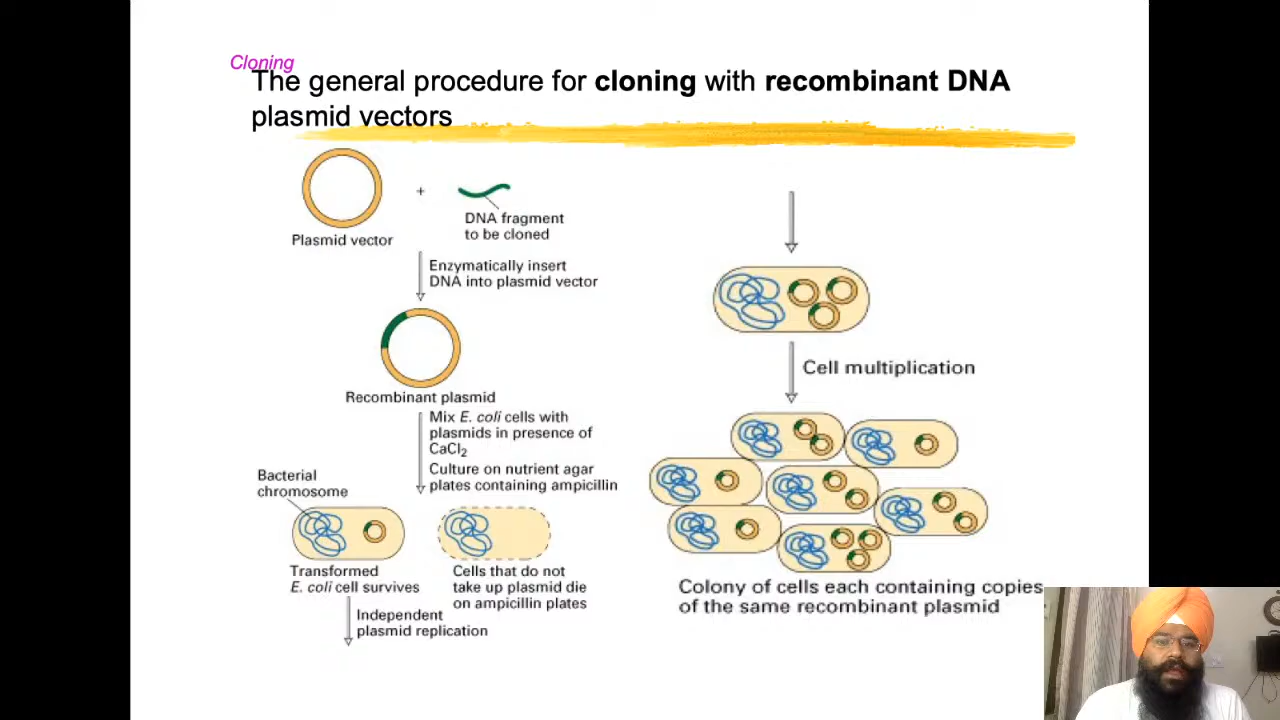 Cloning
The general procedure for cloning with recombinant DNA
plasmid vectors
+
Plasmid vector
DNA fragment
to be cloned
Enzymatically insert
DNA into plasmid vector
Recombinant plasmid
Mix E. coli cells with
plasmids in presence of
CaCl2
Culture on nutrient agar
plates containing ampicillin
Bacterial
chromosome
Transformed
E. coli cell survives
Cells that do not
take up plasmid die
on ampicillin plates
Independent
plasmid replication
Cell multiplication
Colony of cells each containing copies
of the same recombinant plasmid